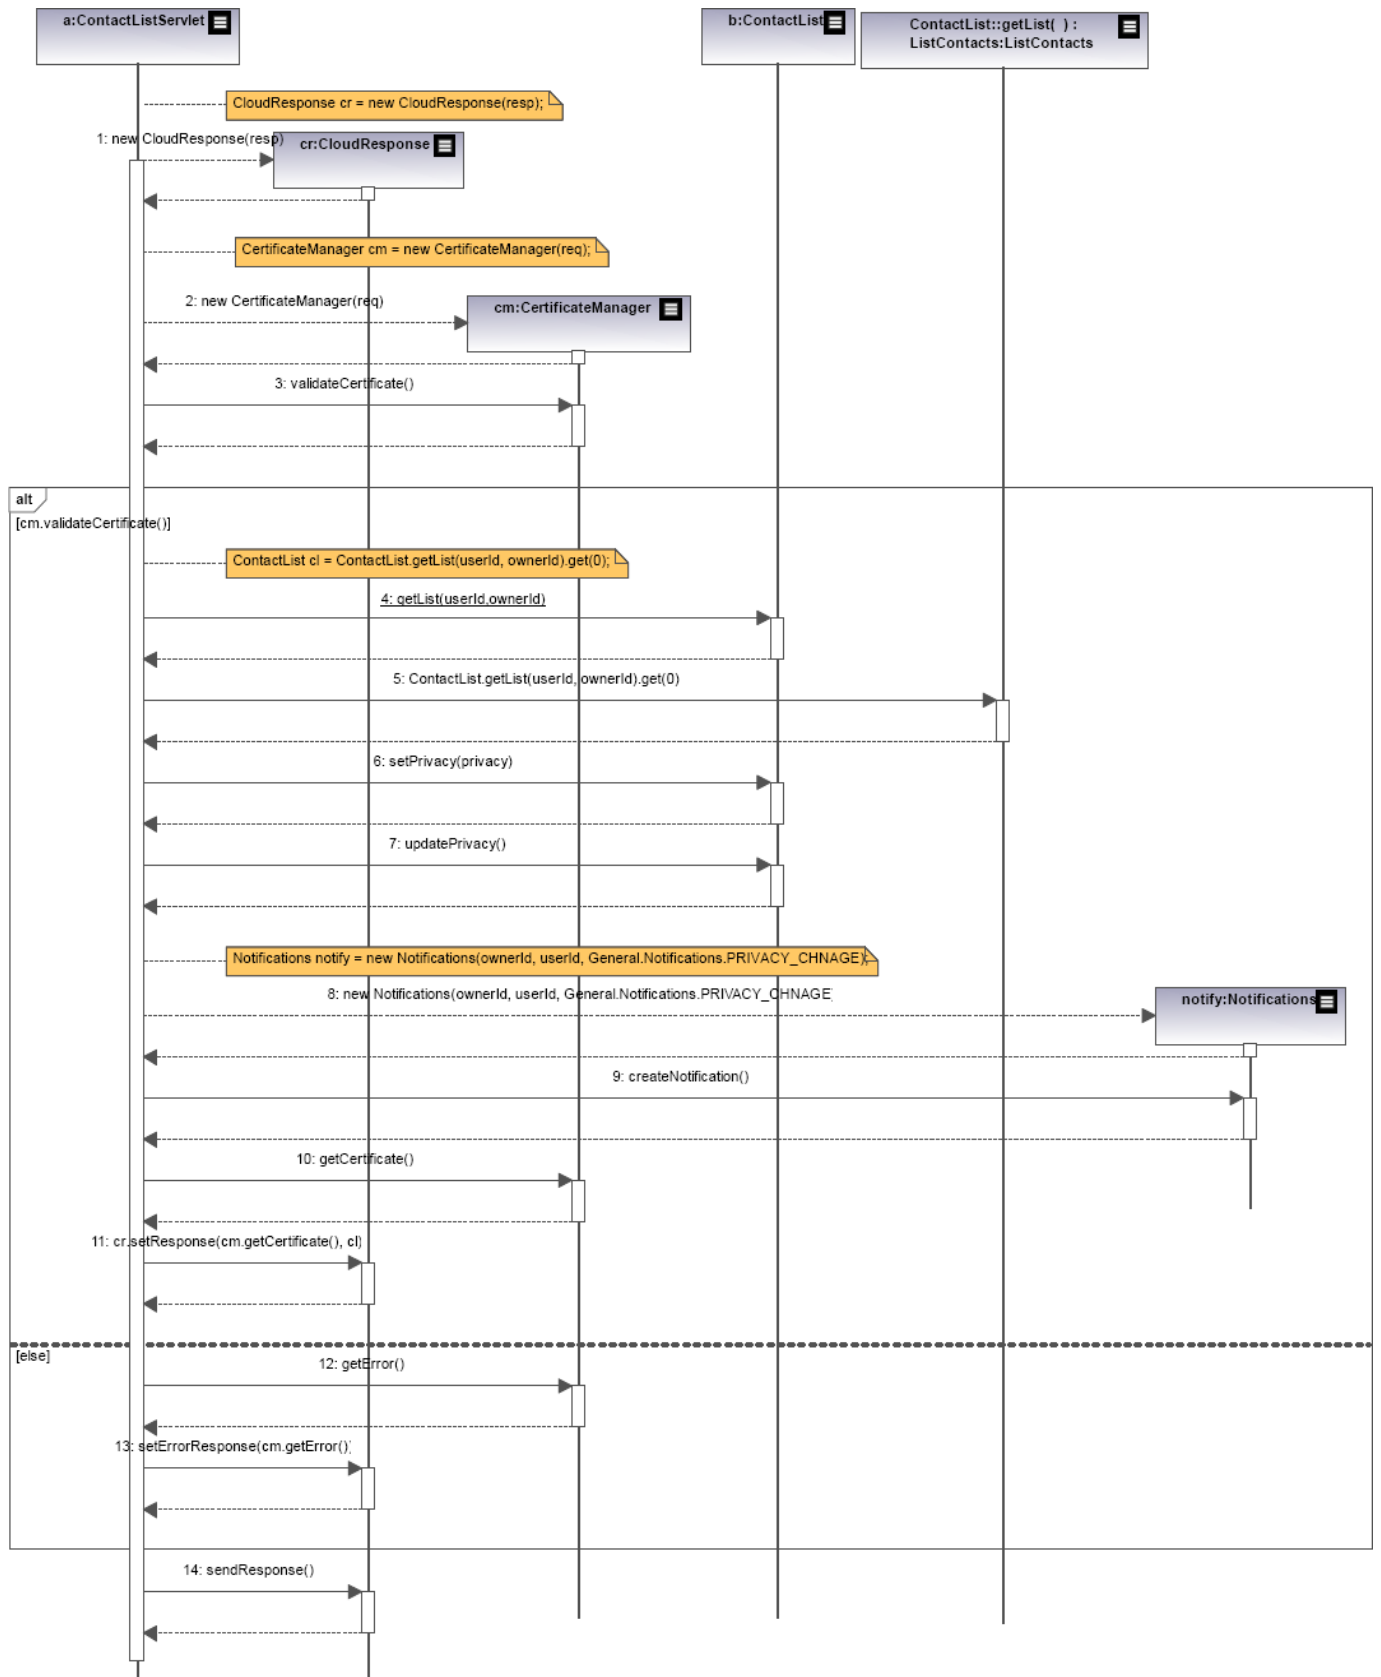 a:ContactListServlet
b:ContactList
ContactList::getList( ) :
ListContacts:ListContacts
CloudResponse cr = new CloudResponse(resp);
1: new CloudResponse(resp)
cr:CloudResponse
CertificateManager cm = new CertificateManager(req);
2: new CertificateManager(req)
cm:CertificateManager
3: validateCertificate()
alt
[cm.validateCertificate()]
ContactList cl = ContactList.getList(userId, ownerId).get(0);
4: getList(userId,ownerId)
5: ContactList.getList(userId, ownerId).get(0)
6: setPrivacy(privacy)
7: updatePrivacy()
Notifications notify = new Notifications(ownerId, userId, General.Notifications.PRIVACY_CHNAGE);
8: new Notifications(ownerId, userId, General.Notifications.PRIVACY_CHNAGE
notify:Notifications
9: createNotification()
10: getCertificate()
11: cr.setResponse(cm.getCertificate(), cl)
[else]
12: getError()
13: setErrorResponse(cm.getError())
14: sendResponse()